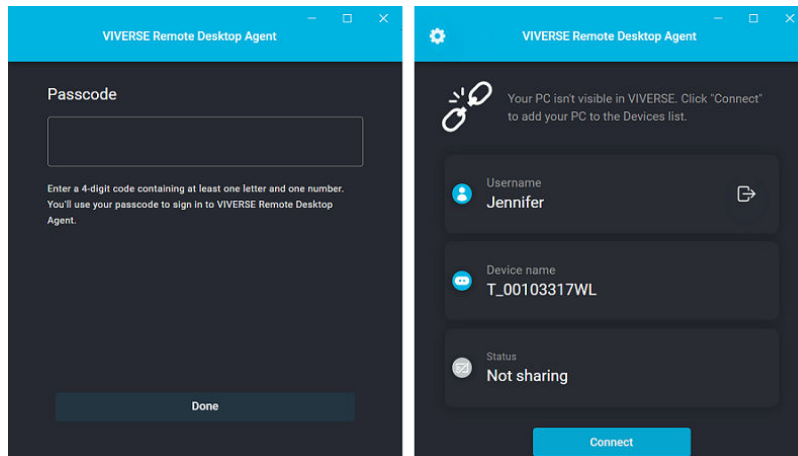 VIVERSE Remote Desktop Agent
Passcode
Enter a 4-digit code containing at least one letter and one number.
You'll use your passcode to sign in to VIVERSE Remote Desktop
Agent.
Done
VIVERSE Remote Desktop Agent
Your PC isn't visible in VIVERSE. Click "Connect"
to add your PC to the Devices list.
Username
Jennifer
Device name
T_00103317WL
Status
Not sharing
Connect